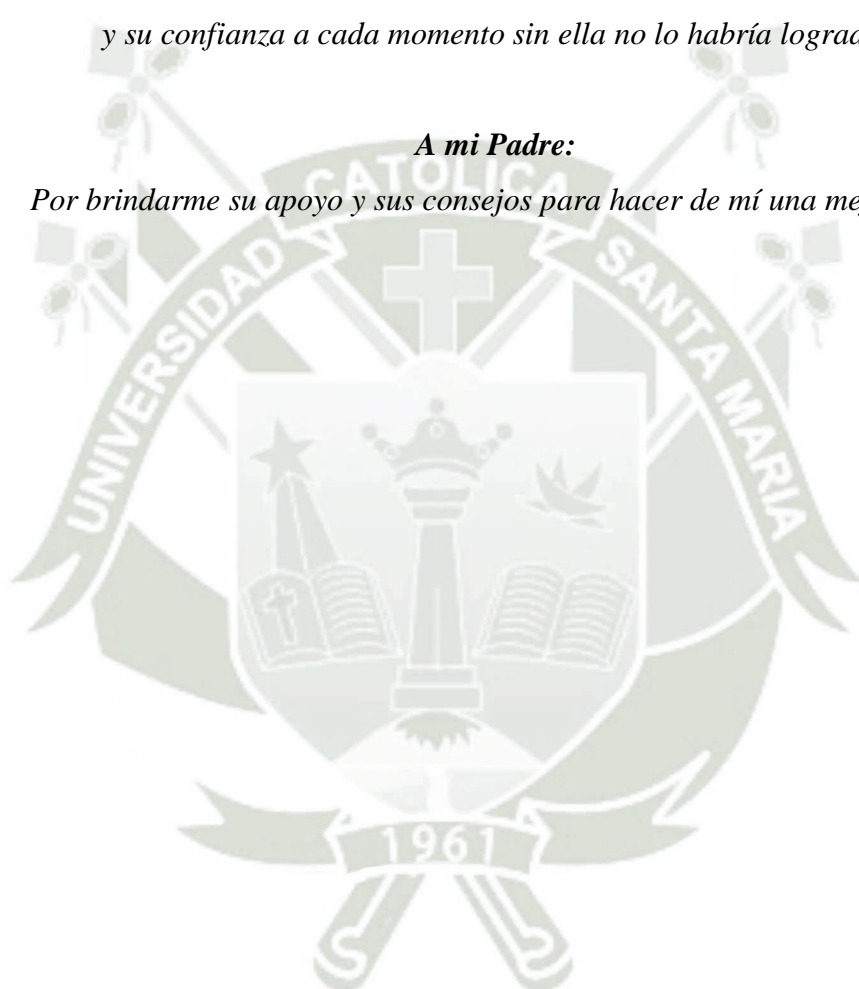 y su confianza a cada momento sin ella no lo habría
A mi Padre:
Por brindarme su apoyo y sus consejos para hacer de mí una
UNIVERSIDAD CATOLICA SANTA MARIA
1961